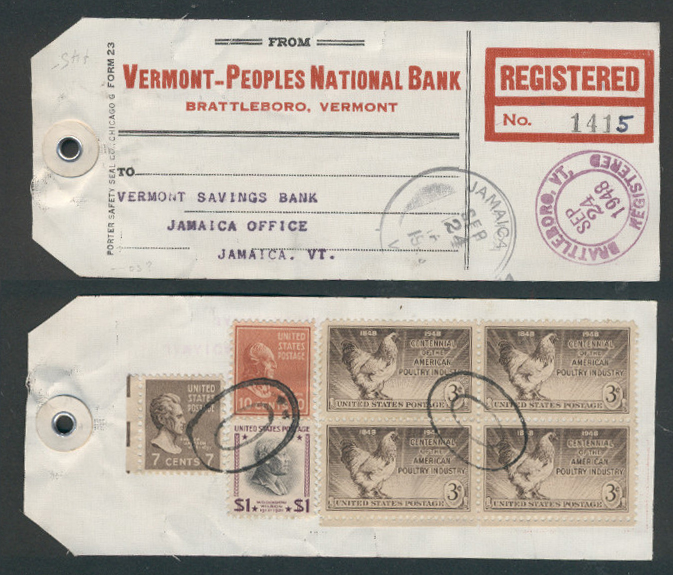 FROM
VERMONT-PEOPLES NATIONAL BANK
BRATTLEBORO, VERMONT
PORTER SAFETY SEAL CO. CHICAGO FORM 23
TO
VERMONT SAVINGS BANK
JAMAICA OFFICE
JAMAICA. VT.
REGISTERED
No. 1415
JAMAICA
SEP
24
BRATTLEBORO, VT.
REGISTERED
SEP
24
1948
UNITED
STATES
POSTAGE
7 CENTS 7
UNITED
STATES
POSTAGE
10
UNITED STATES POSTAGE
$1 $1
1848 1948
CENTENNIAL
OF THE
AMERICAN
POULTRY INDUSTRY
3¢
UNITED STATES POSTAGE
1848 1948
CENTENNIAL
OF THE
AMERICAN
POULTRY INDUSTRY
3¢
UNITED STATES POSTAGE
1848 1948
CENTENNIAL
OF THE
AMERICAN
POULTRY INDUSTRY
3¢
UNITED STATES POSTAGE
1848 1948
CENTENNIAL
OF THE
AMERICAN
POULTRY INDUSTRY
3¢
UNITED STATES POSTAGE